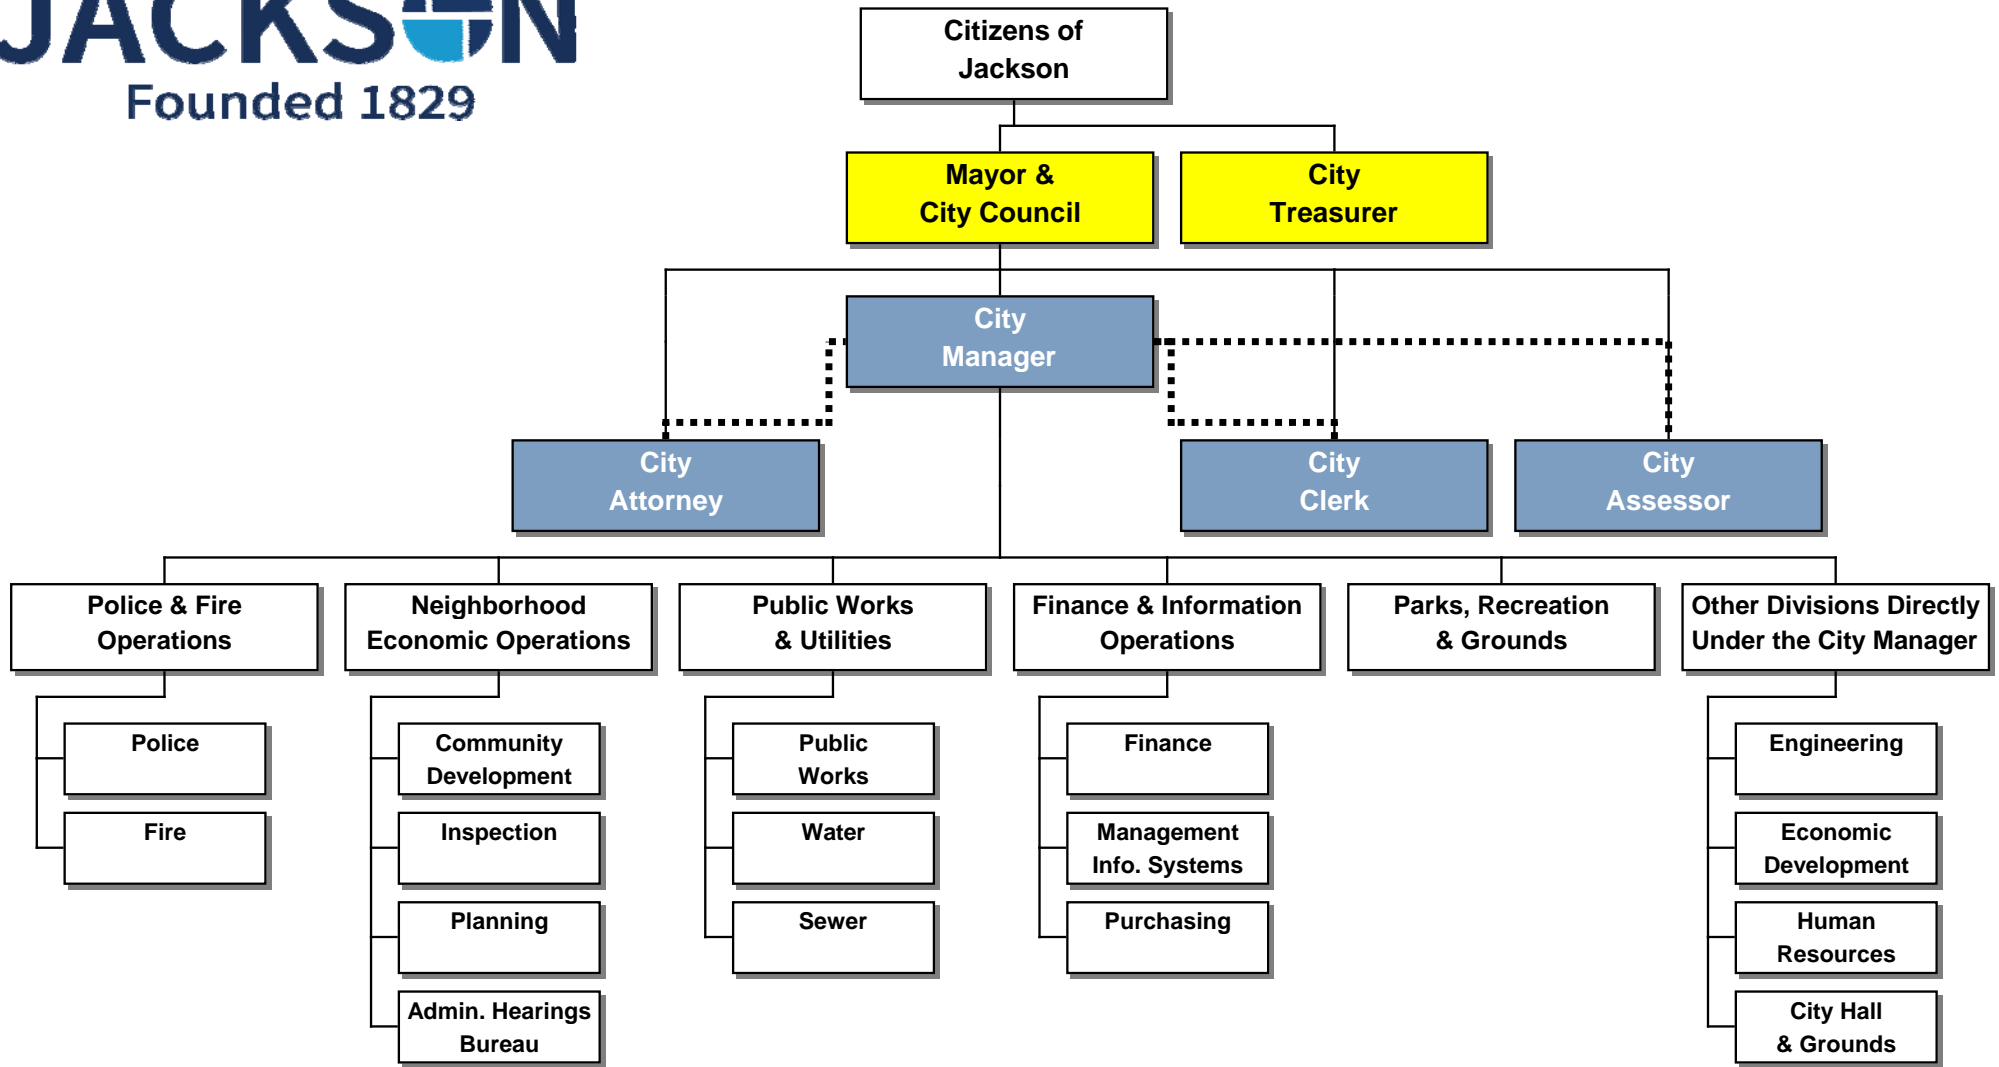 JACKSON
Founded 1829
Citizens of
Jackson
Mayor &
City Council
City
Treasurer
City
Manager
City
Attorney
City
Clerk
City
Assessor
Police & Fire
Operations
Neighborhood
Economic Operations
Public Works
& Utilities
Finance & Information
Operations
Parks, Recreation
& Grounds
Other Divisions Directly
Under the City Manager
Police
Fire
Community
Development
Inspection
Planning
Admin. Hearings
Bureau
Public
Works
Water
Sewer
Finance
Management
Info. Systems
Purchasing
Engineering
Economic
Development
Human
Resources
City Hall
& Grounds